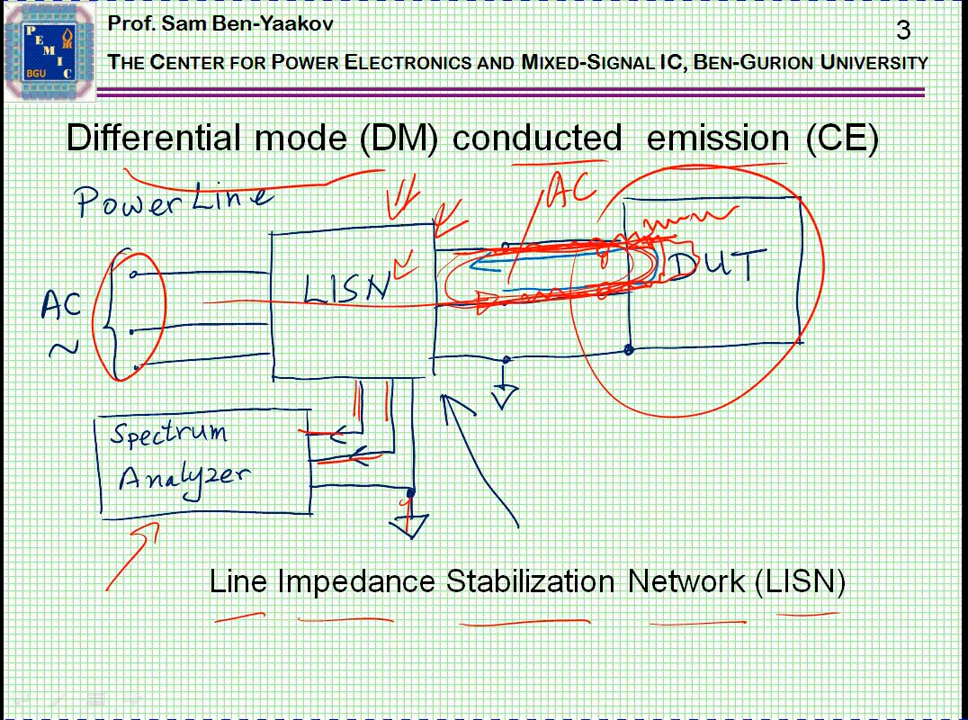 Prof. Sam Ben-Yaakov
3
THE CENTER FOR POWER ELECTRONICS AND MIXED-SIGNAL IC, BEN-GURION UNIVERSITY
P
E
M
I
C
BGU
Differential mode (DM) conducted emission (CE)
Power Line
AC
LISN
DUT
AC
~
Spectrum
Analyzer
Line Impedance Stabilization Network (LISN)